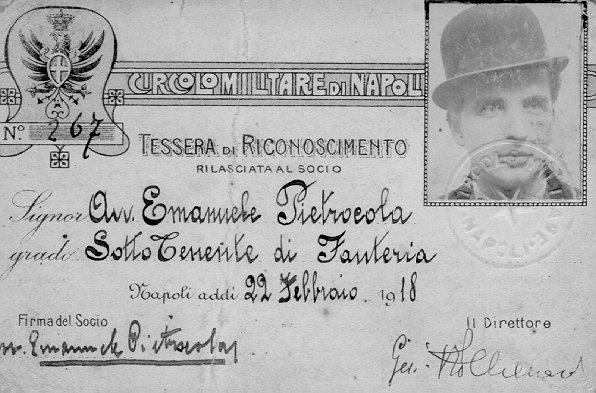 CIRCOLO MILITARE DI NAPOLI
N° 267
TESSERA DI RICONOSCIMENTO
RILASCIATA AL SOCIO
Signor Avv. Emanuele Pietrocola
grado Sotto Tenente di Fanteria
Napoli addì 22 Febbraio 1918
Firma del Socio
Emanuele Pietrocola
Il Direttore
NAPOLI